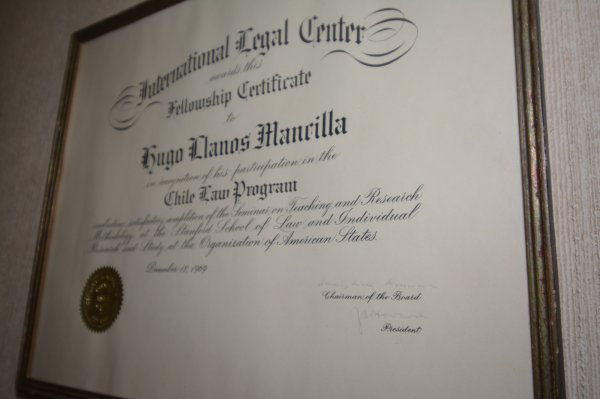 International Legal Center
awards this
Fellowship Certificate
to
Hugo Llanos Mancilla
in recognition of his participation in the
Chile Law Program
satisfactory completion of the Seminar on Teaching and Research
Methodology at the Stanford School of Law and Individual
Research and Study at the Organization of American States.
December 18, 1969
Chairman of the Board
President